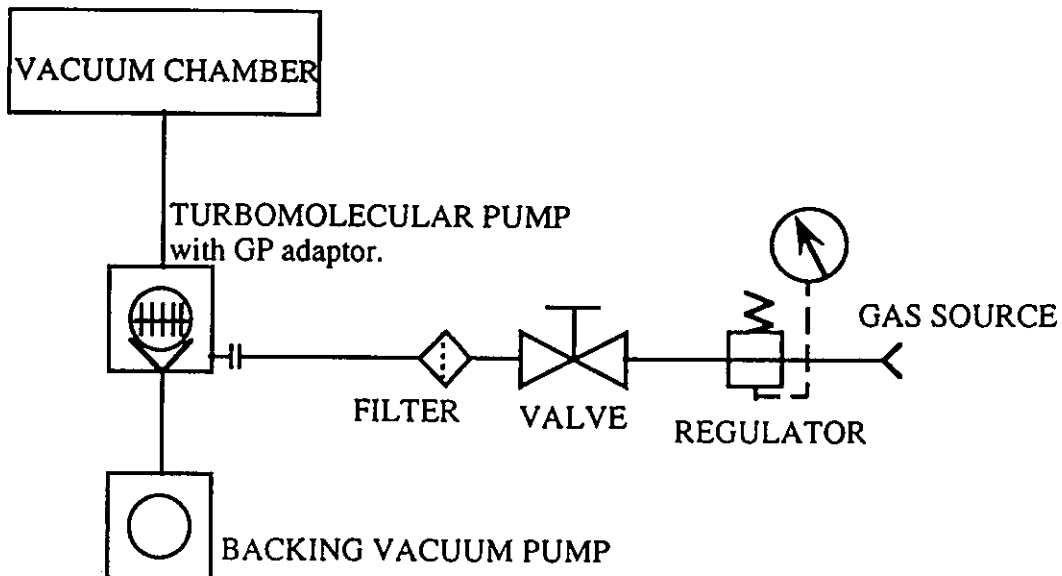 VACUUM CHAMBER
TURBOMOLECULAR PUMP
with GP adaptor.
GAS SOURCE
FILTER
VALVE
REGULATOR
BACKING VACUUM PUMP